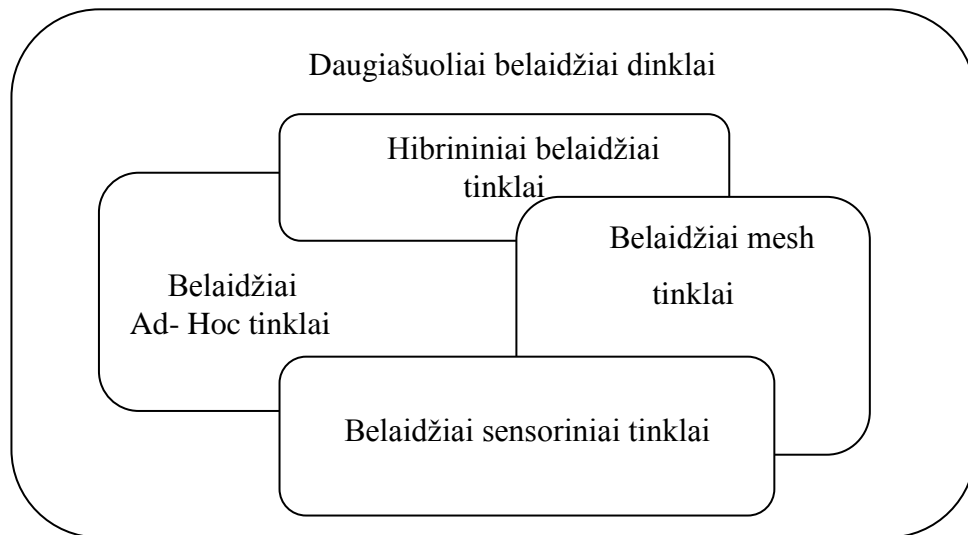 Daugiašuoliai belaidžiai dinklai
Hibrininiai belaidžiai
tinklai
Belaidžiai mesh
tinklai
Belaidžiai
Ad- Hoc tinklai
Belaidžiai sensoriniai tinklai